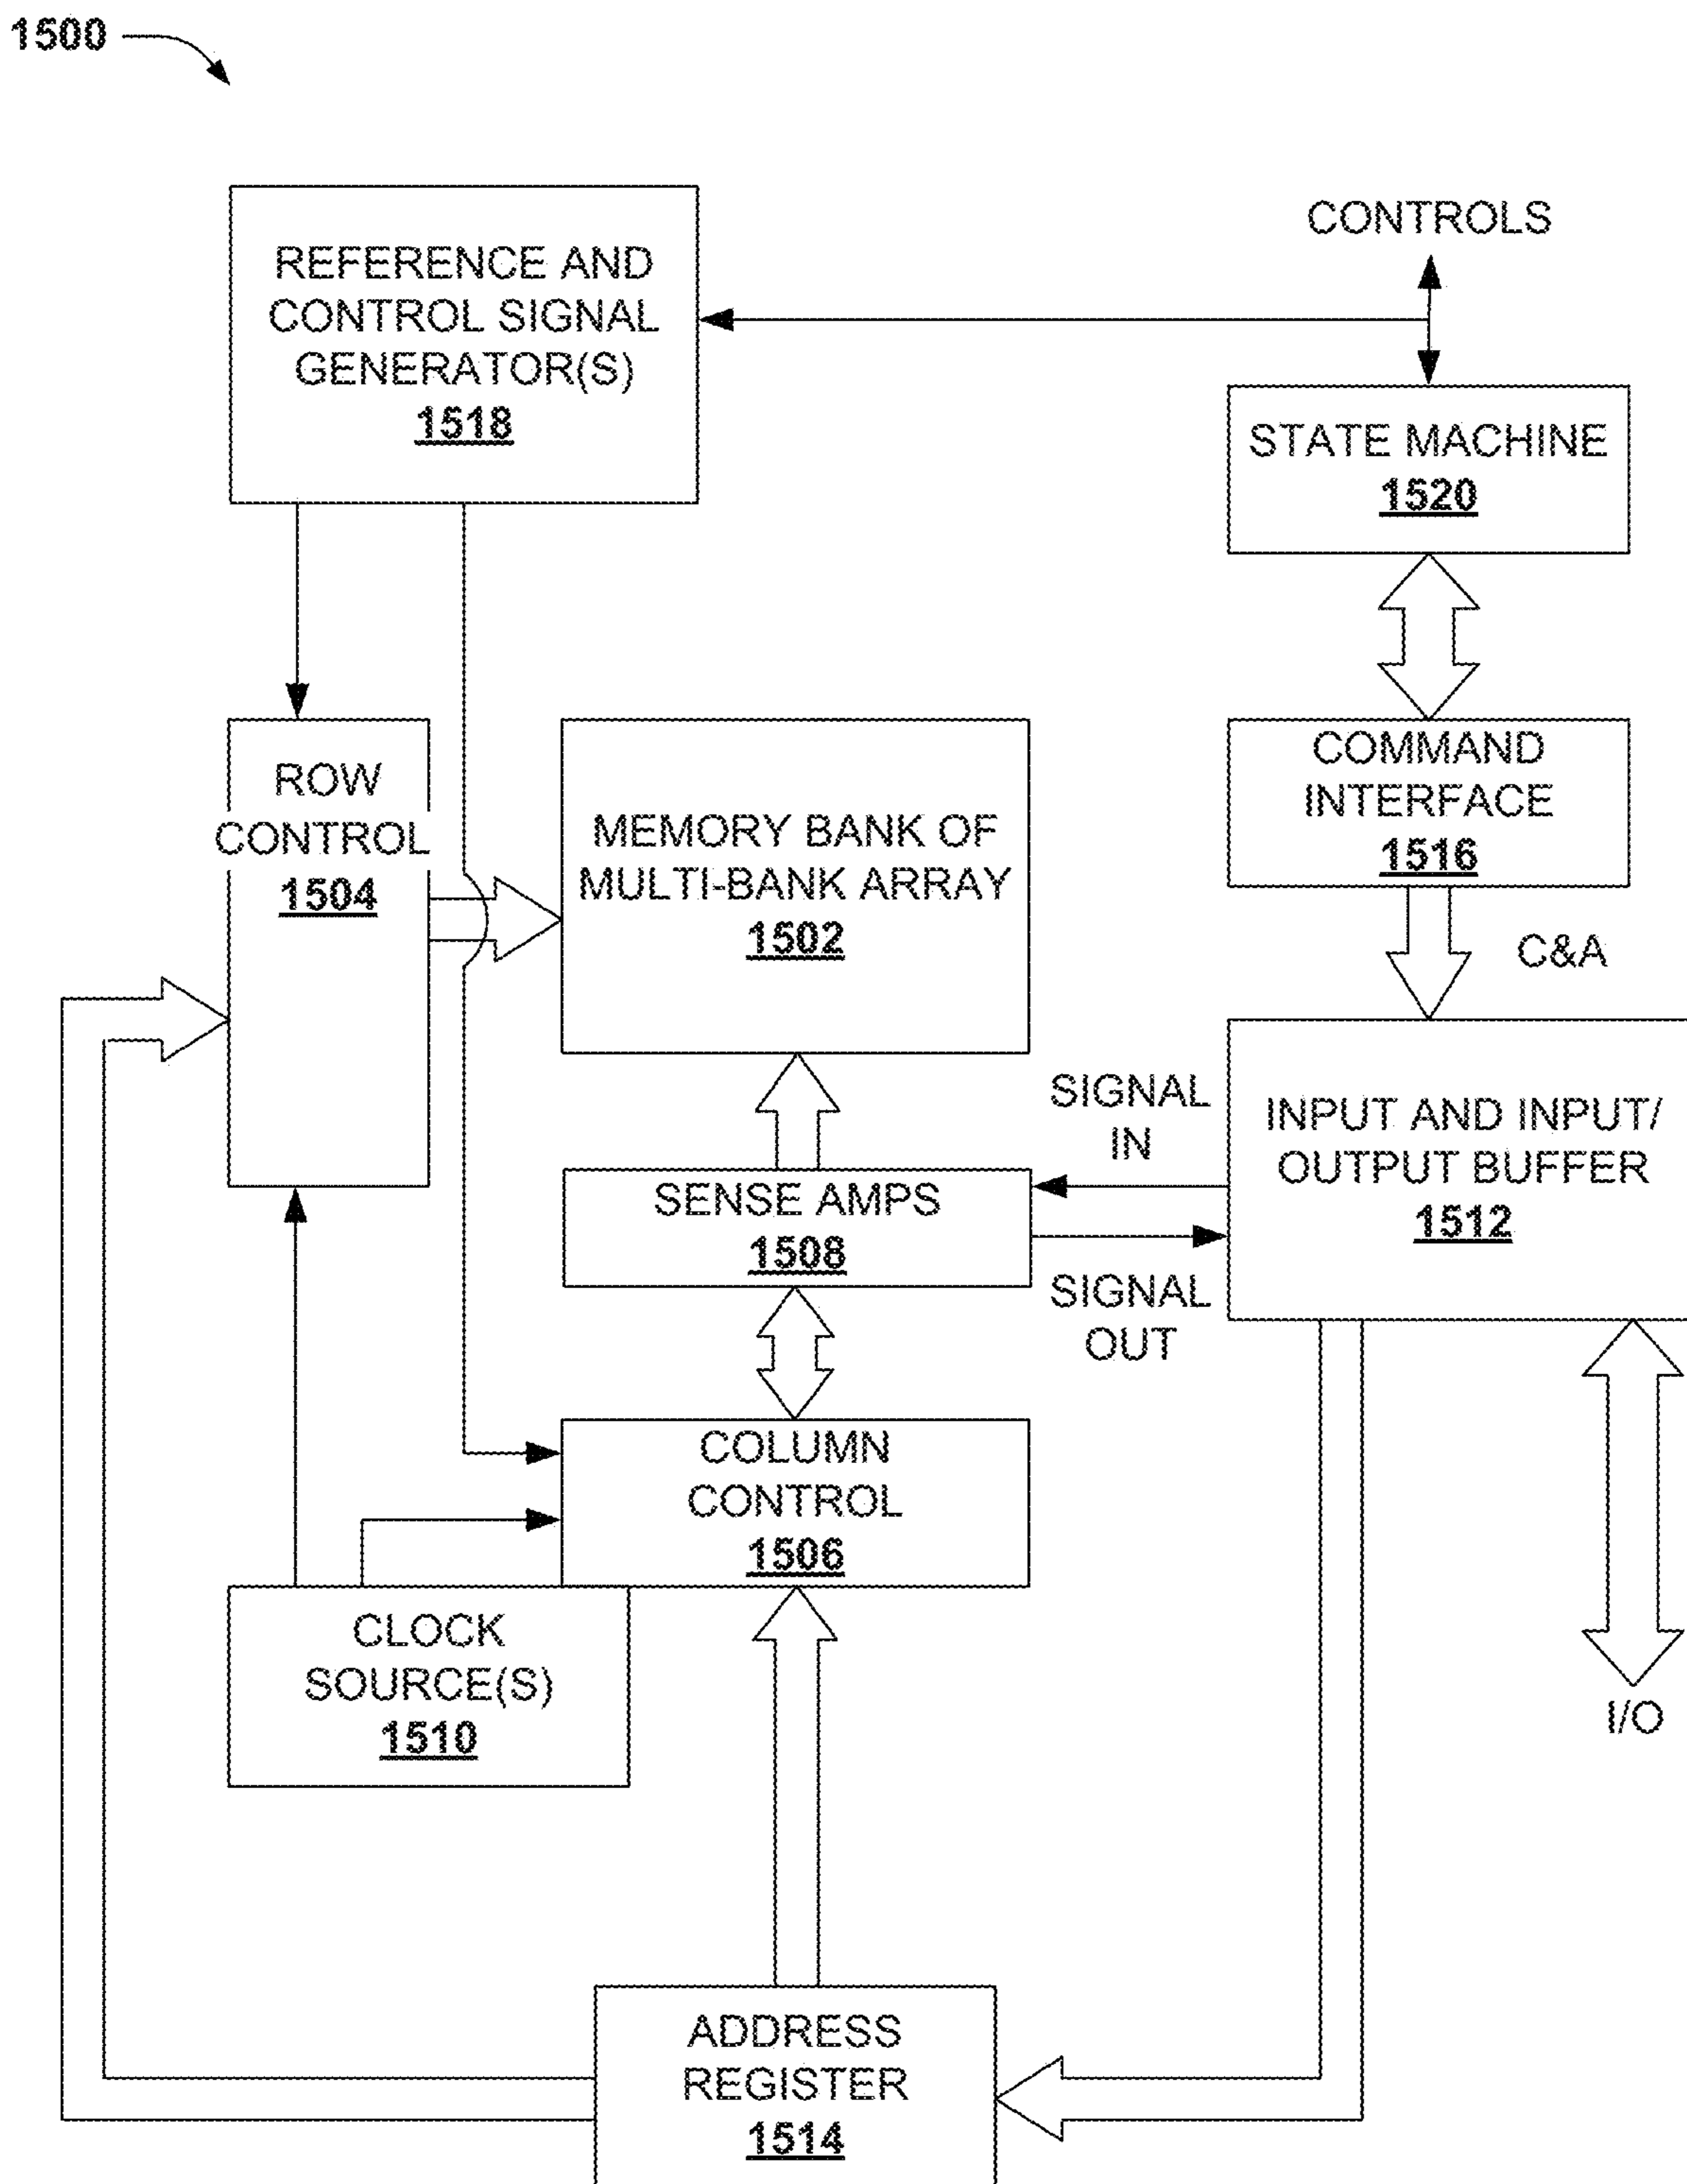 1500
REFERENCE AND
CONTROL SIGNAL
GENERATOR(S)
1518
CONTROLS
STATE MACHINE
1520
ROW
CONTROL
1504
MEMORY BANK OF
MULTI-BANK ARRAY
1502
COMMAND
INTERFACE
1516
C&A
SIGNAL
IN
INPUT AND INPUT/
OUTPUT BUFFER
1512
SENSE AMPS
1508
SIGNAL
OUT
COLUMN
CONTROL
1506
CLOCK
SOURCE(S)
1510
I/O
ADDRESS
REGISTER
1514